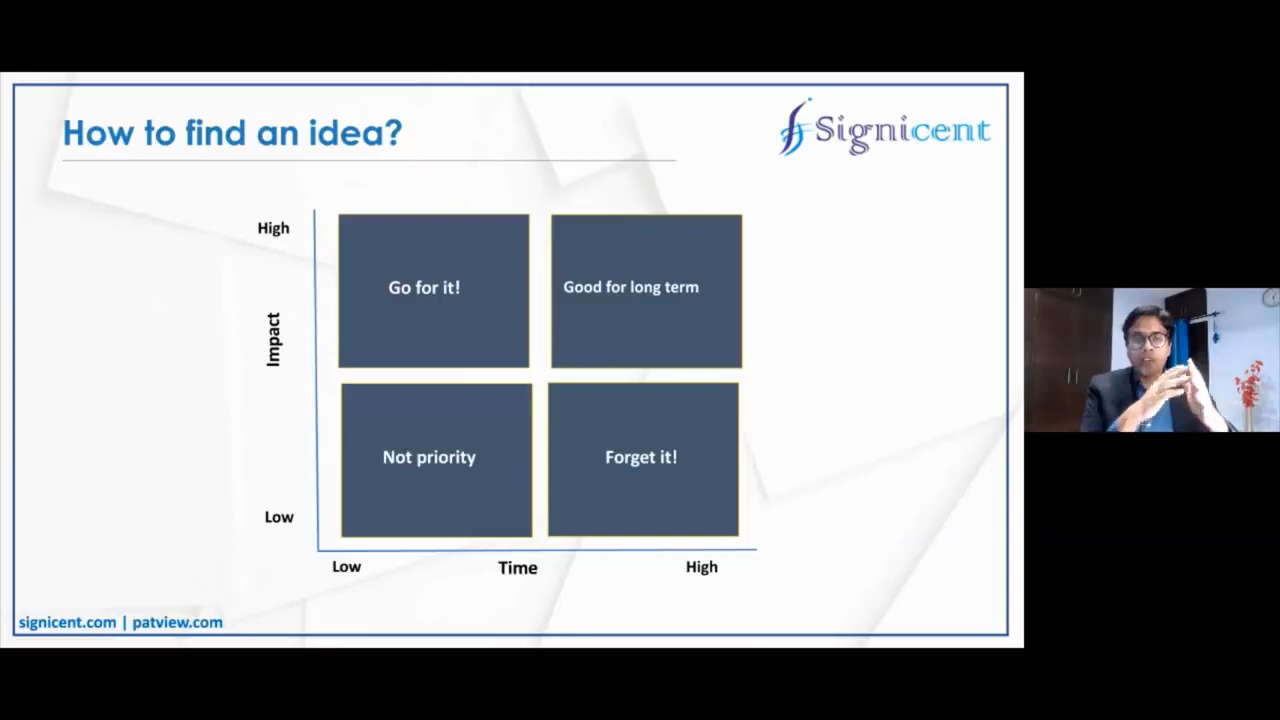 How to find an idea?
Signicent
High
Go for it!
Good for long term
Impact
Not priority
Forget it!
Low
Low
Time
High
signicent.com | patview.com